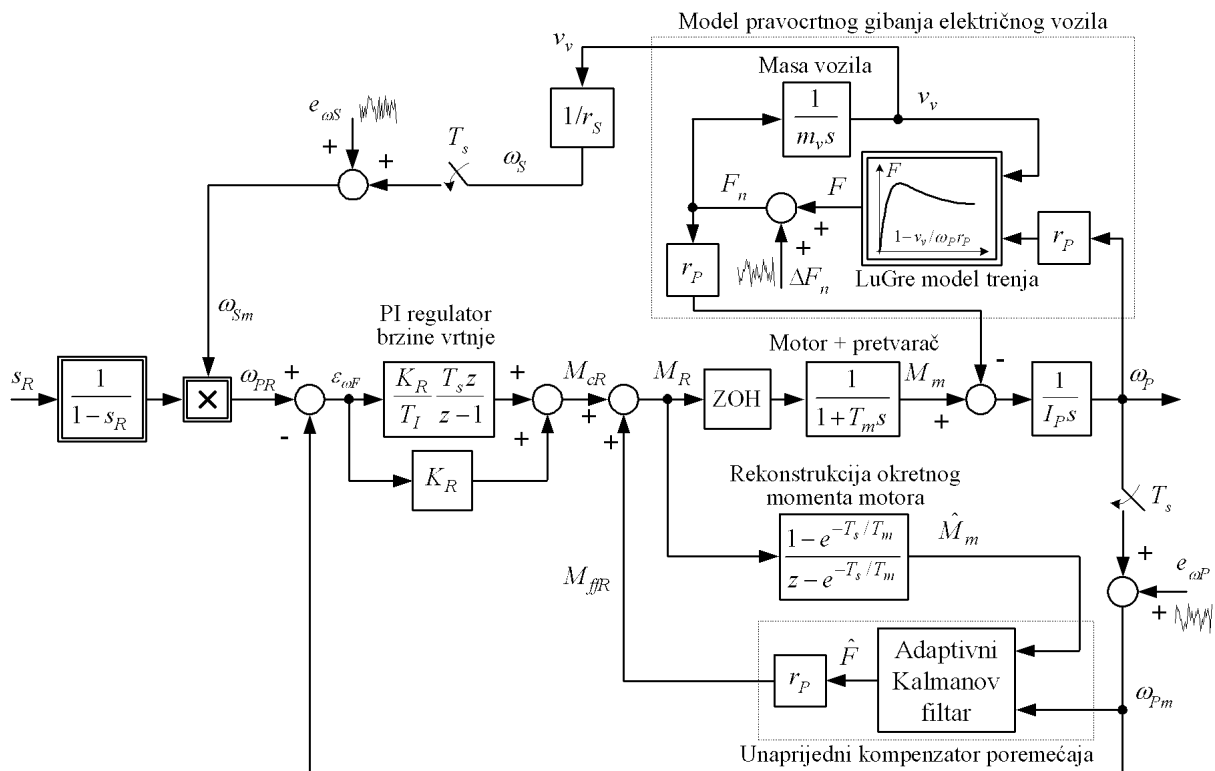 Model pravocrtnog gibanja električnog vozila
v_v
Masa vozila
1/(m_v s)
v_v
1/r_S
e_ωS
+
+
T_s
ω_S
F_n
F
+
+
ΔF_n
F
1−v_v/ω_P r_P
r_P
r_P
LuGre model trenja
ω_Sm
PI regulator
brzine vrtnje
Motor + pretvarač
s_R
1/(1−s_R)
×
ω_PR
+
-
ε_ωF
K_R/T_I T_s z/(z−1)
+
+
M_cR
+
+
M_R
ZOH
1/(1+T_m s)
M_m
+
-
1/(I_P s)
ω_P
K_R
Rekonstrukcija okretnog
momenta motora
(1−e^{−T_s/T_m})/(z−e^{−T_s/T_m})
M̂_m
T_s
+
e_ωP
+
M_ffR
r_P
F̂
Adaptivni
Kalmanov
filtar
ω_Pm
Unaprijedni kompenzator poremećaja